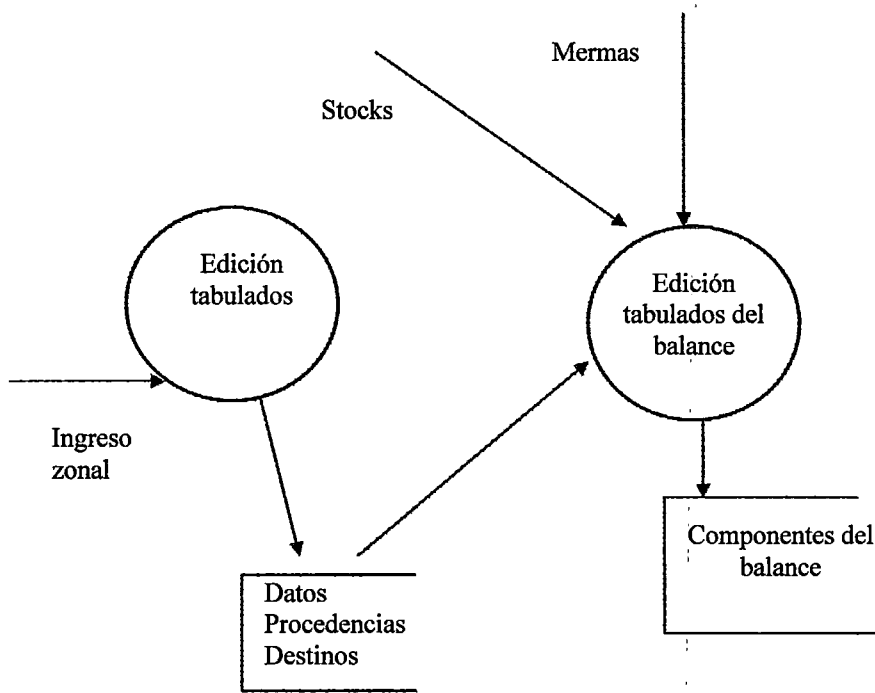 Mermas
Stocks
Edición
tabulados
Edición
tabulados del
balance
Ingreso
zonal
Componentes del
balance
Datos
Procedencias
Destinos